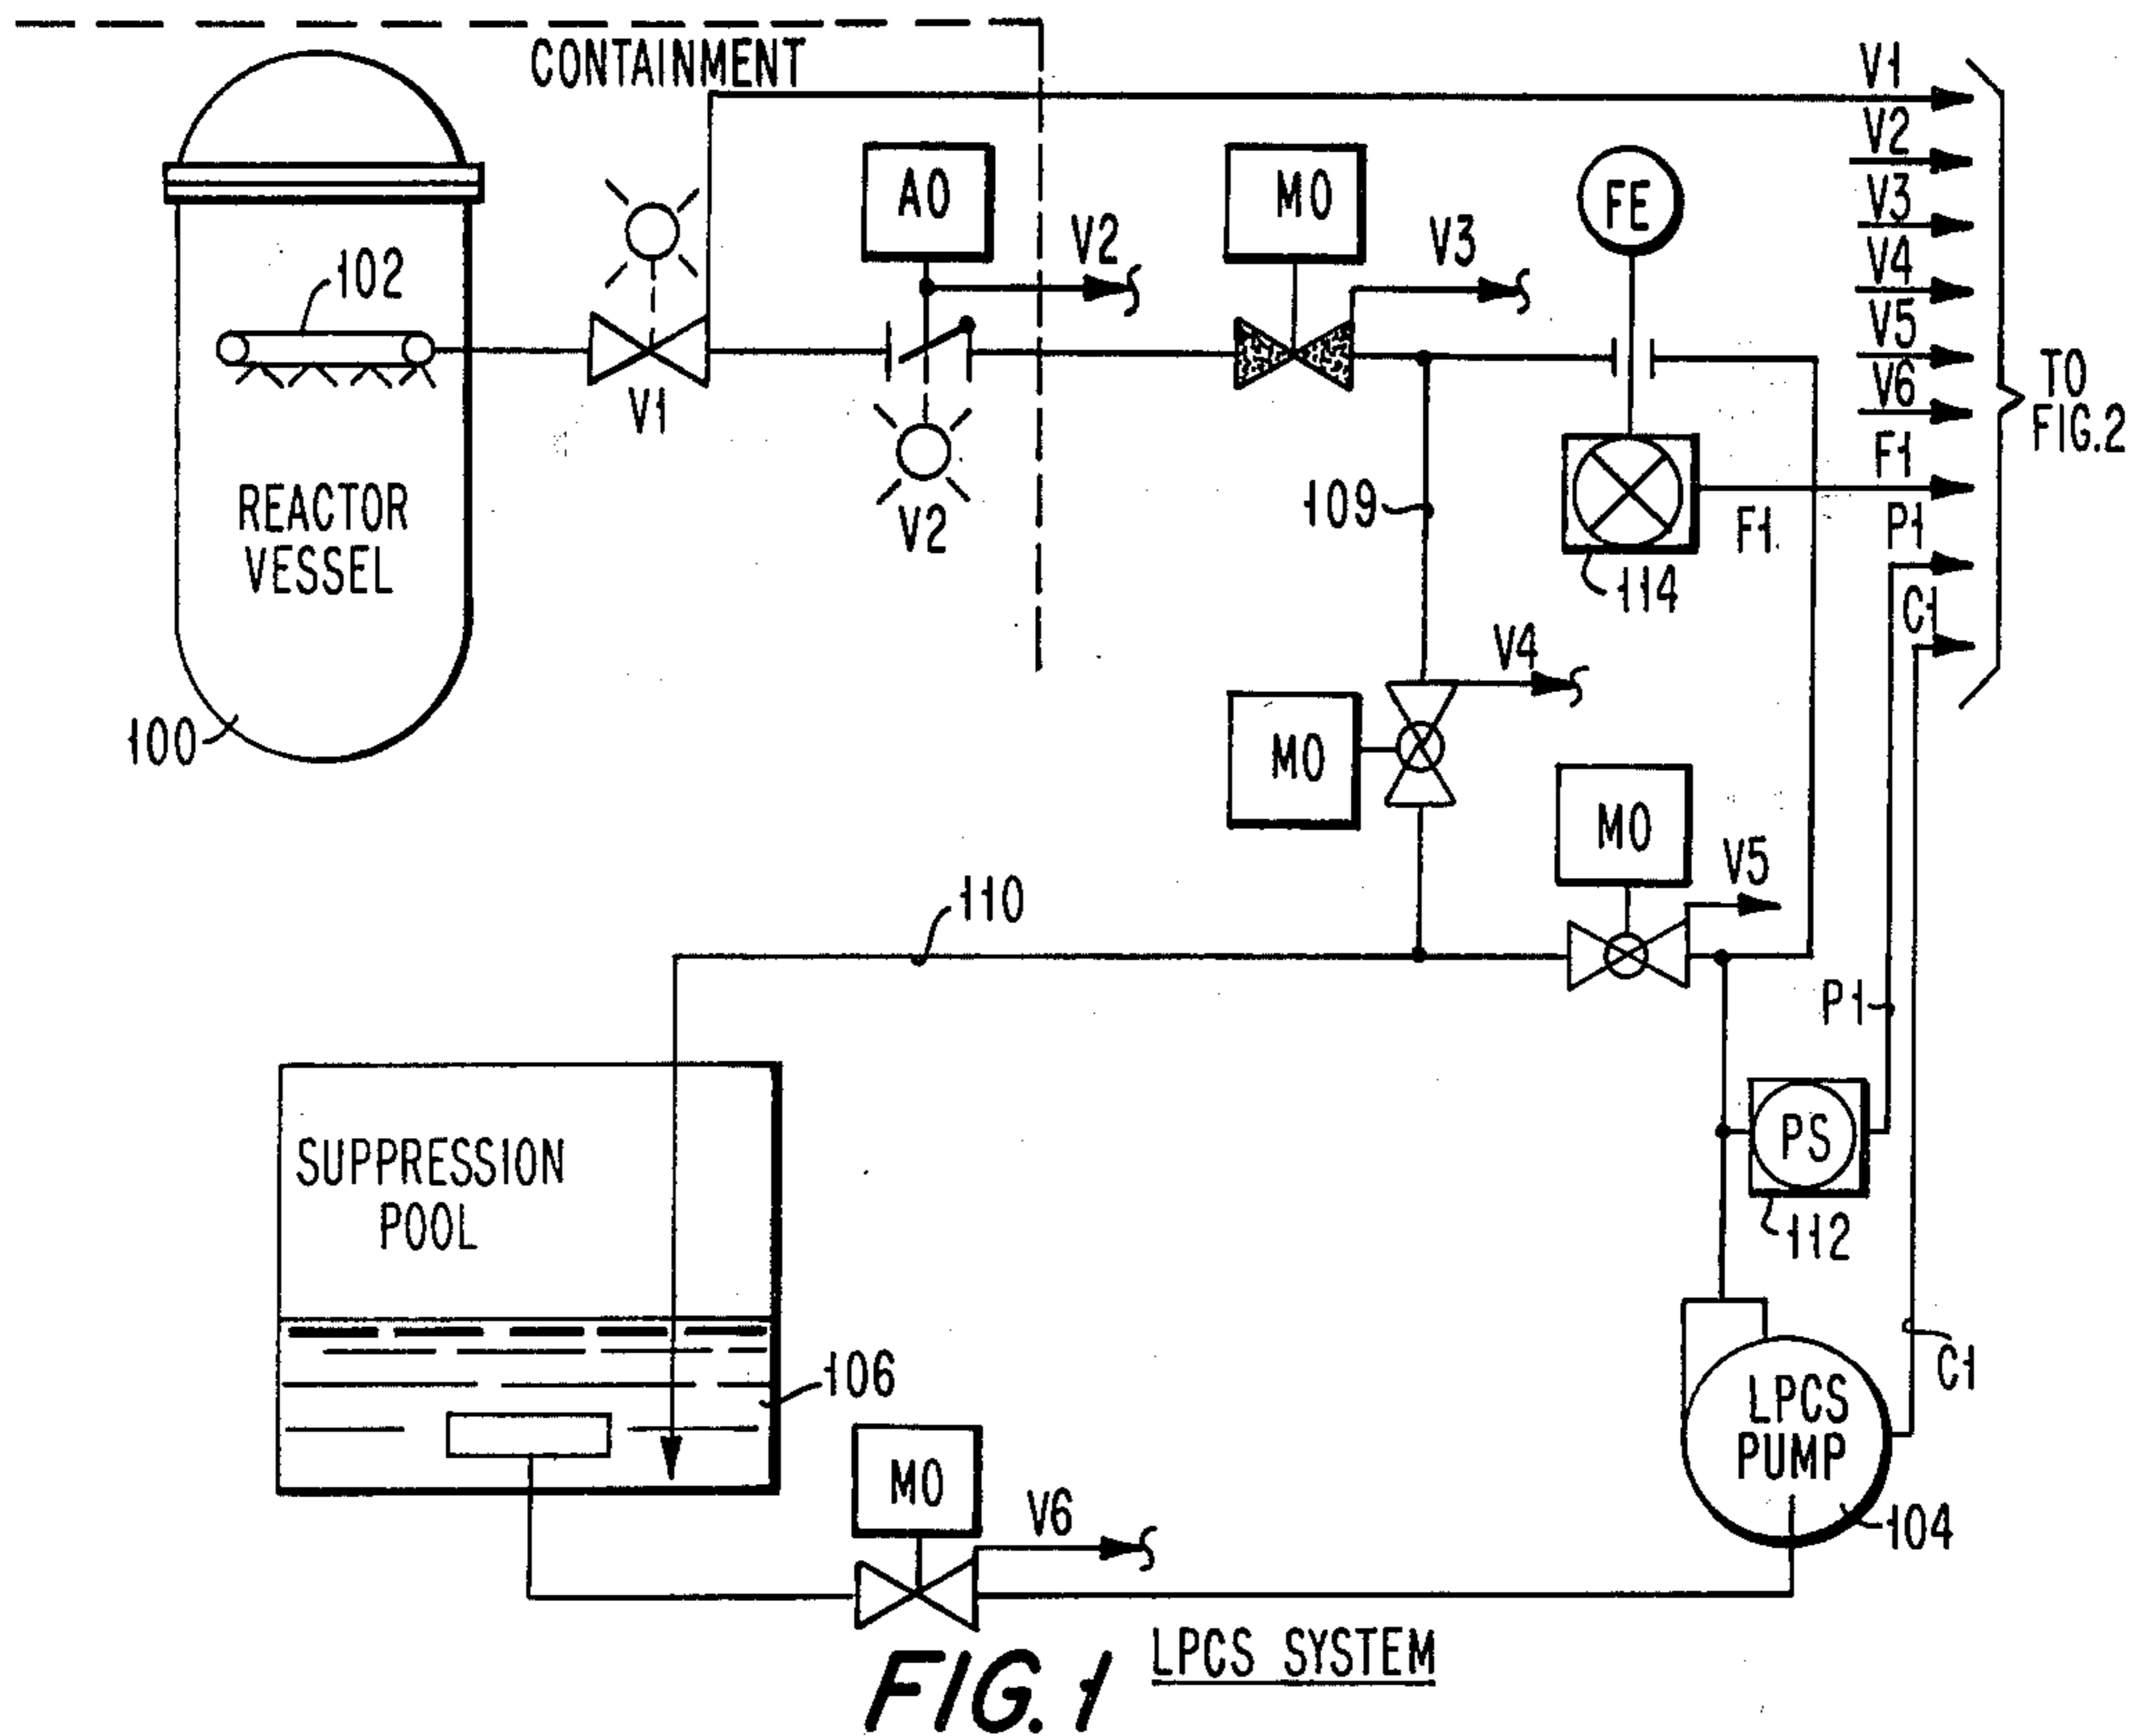 CONTAINMENT
V1
V2
V3
V4
V5
V6
F1
P1
C1
TO
FIG.2
AO
MO
FE
V2
V3
102
V1
V2
REACTOR
VESSEL
109
F1
114
100
V4
MO
MO
V5
110
P1
SUPPRESSION
POOL
PS
112
106
C1
LPCS
PUMP
104
MO
V6
LPCS SYSTEM
FIG. 1